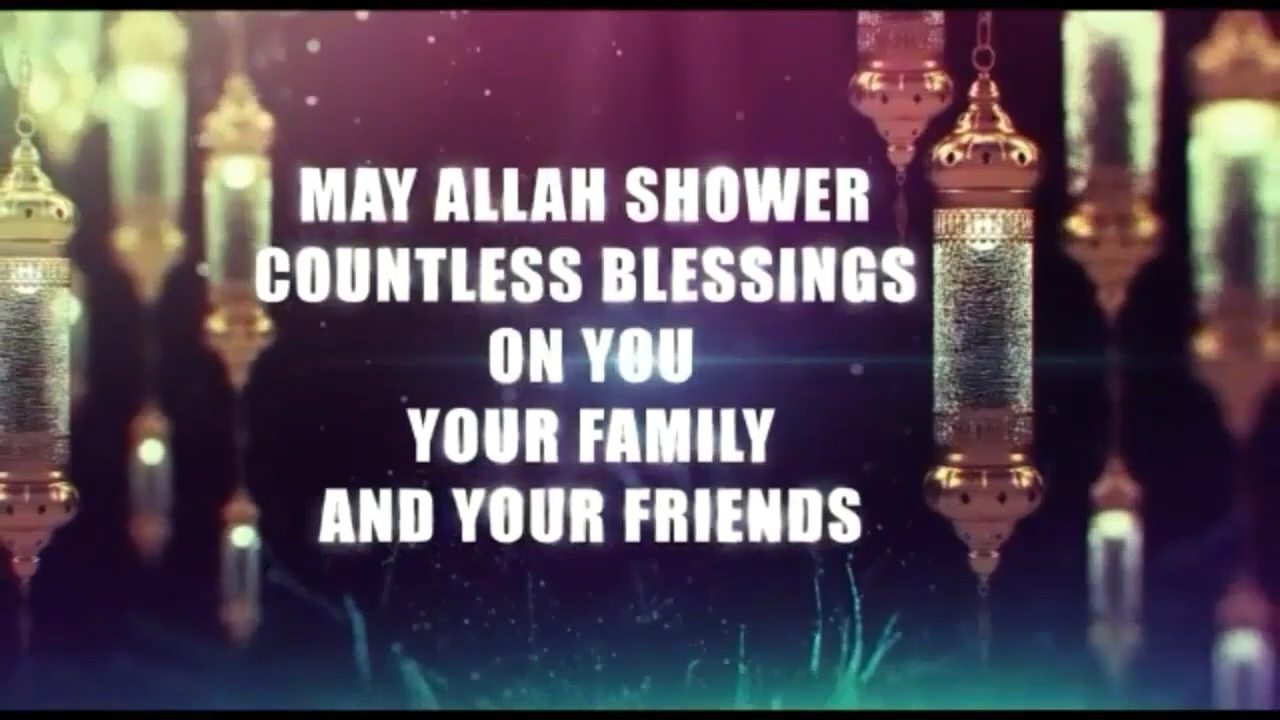 MAY ALLAH SHOWER
COUNTLESS BLESSINGS
ON YOU
YOUR FAMILY
AND YOUR FRIENDS